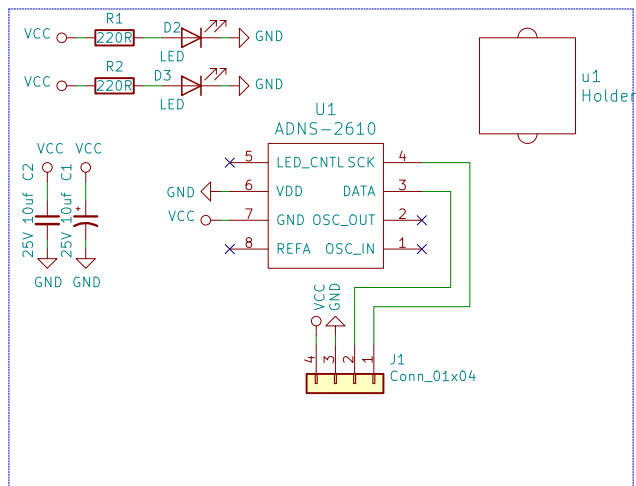 R1
VCC
220R
D2
LED
GND
R2
VCC
220R
D3
LED
GND
u1
Holder
U1
ADNS-2610
5 LED_CNTL SCK 4
GND 6 VDD DATA 3
VCC 7 GND OSC_OUT 2
8 REFA OSC_IN 1
VCC
VCC
25V 10uf C2
25V 10uf C1
+
GND
GND
VCC
GND
4
3
2
1
J1
Conn_01x04